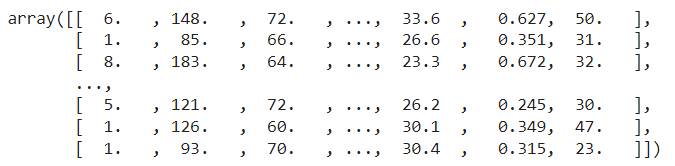 array([[  6.   , 148.   ,  72.   , ...,  33.6  ,   0.627,  50.   ],
       [  1.   ,  85.   ,  66.   , ...,  26.6  ,   0.351,  31.   ],
       [  8.   , 183.   ,  64.   , ...,  23.3  ,   0.672,  32.   ],
       ...,
       [  5.   , 121.   ,  72.   , ...,  26.2  ,   0.245,  30.   ],
       [  1.   , 126.   ,  60.   , ...,  30.1  ,   0.349,  47.   ],
       [  1.   ,  93.   ,  70.   , ...,  30.4  ,   0.315,  23.   ]])